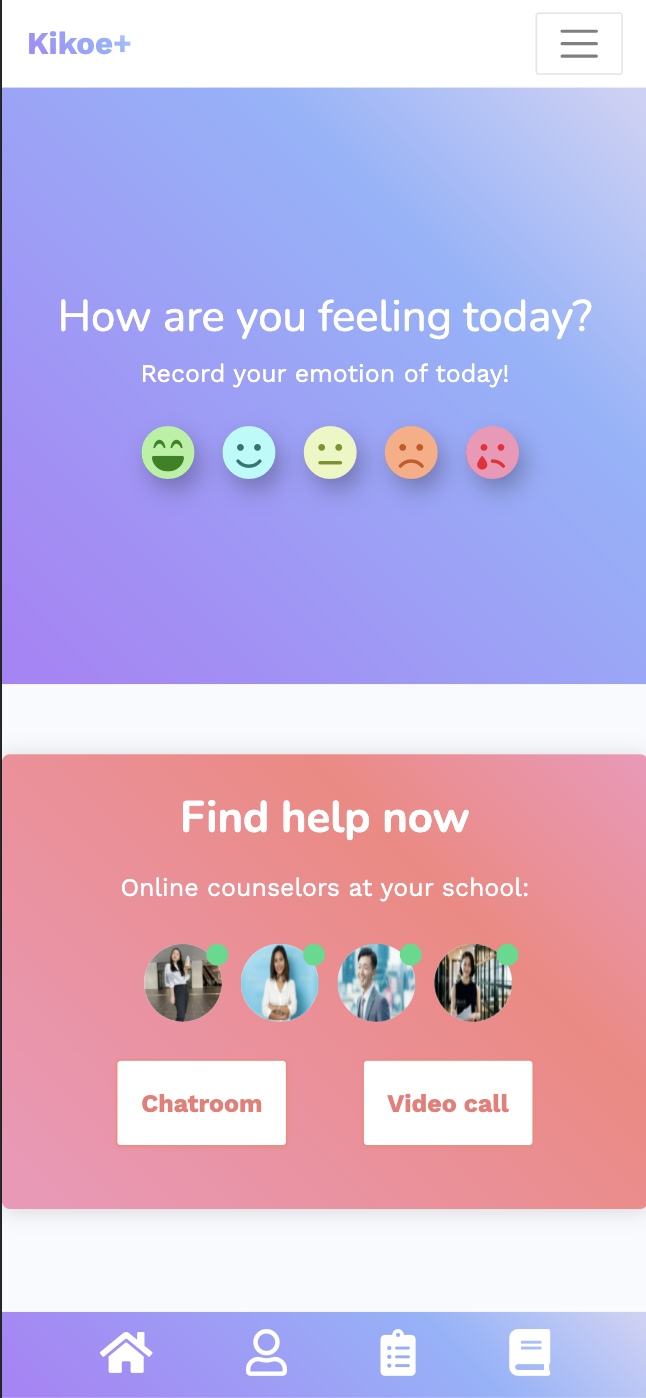 Kikoe+
How are you feeling today?
Record your emotion of today!
Find help now
Online counselors at your school:
Chatroom
Video call